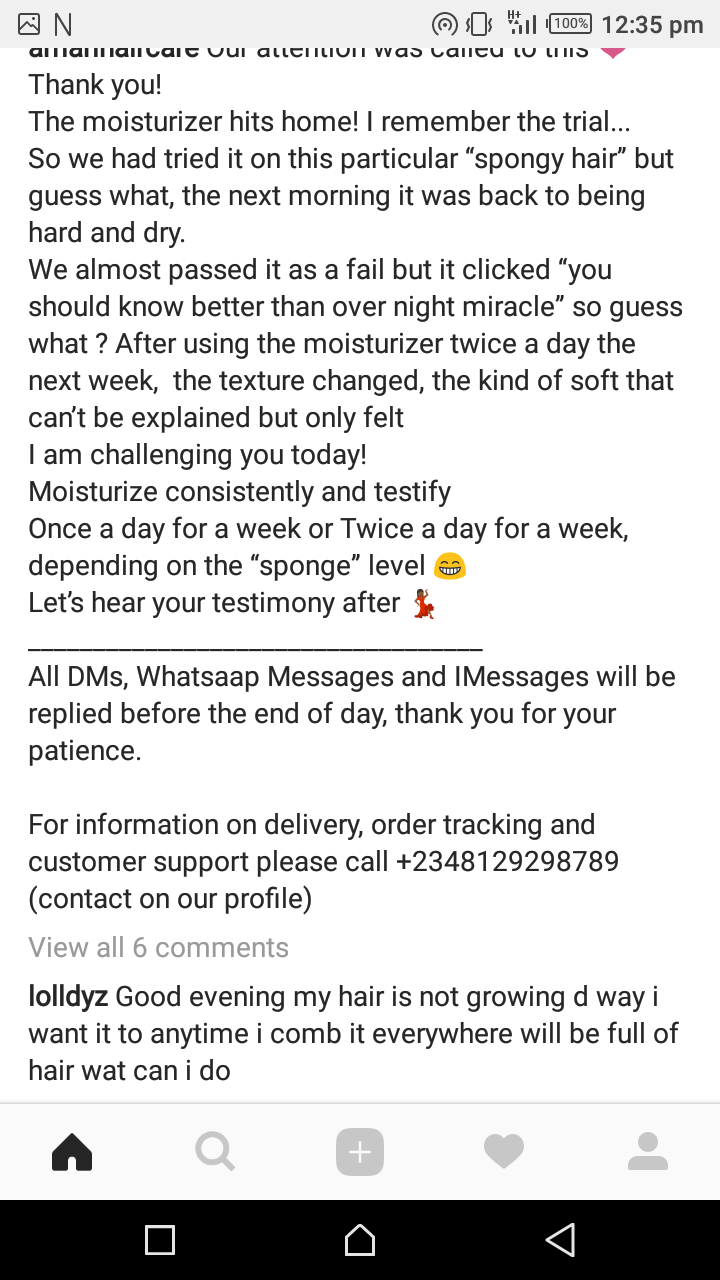 N H+ 100% 12:35 pm
amannaircare Our attention was called to this
Thank you!
The moisturizer hits home! I remember the trial...
So we had tried it on this particular “spongy hair” but
guess what, the next morning it was back to being
hard and dry.
We almost passed it as a fail but it clicked “you
should know better than over night miracle” so guess
what ? After using the moisturizer twice a day the
next week,  the texture changed, the kind of soft that
can’t be explained but only felt
I am challenging you today!
Moisturize consistently and testify
Once a day for a week or Twice a day for a week,
depending on the “sponge” level 😁
Let’s hear your testimony after 💃🏾
___________________________________
All DMs, Whatsaap Messages and IMessages will be
replied before the end of day, thank you for your
patience.
For information on delivery, order tracking and
customer support please call +2348129298789
(contact on our profile)
View all 6 comments
lolldyz Good evening my hair is not growing d way i
want it to anytime i comb it everywhere will be full of
hair wat can i do